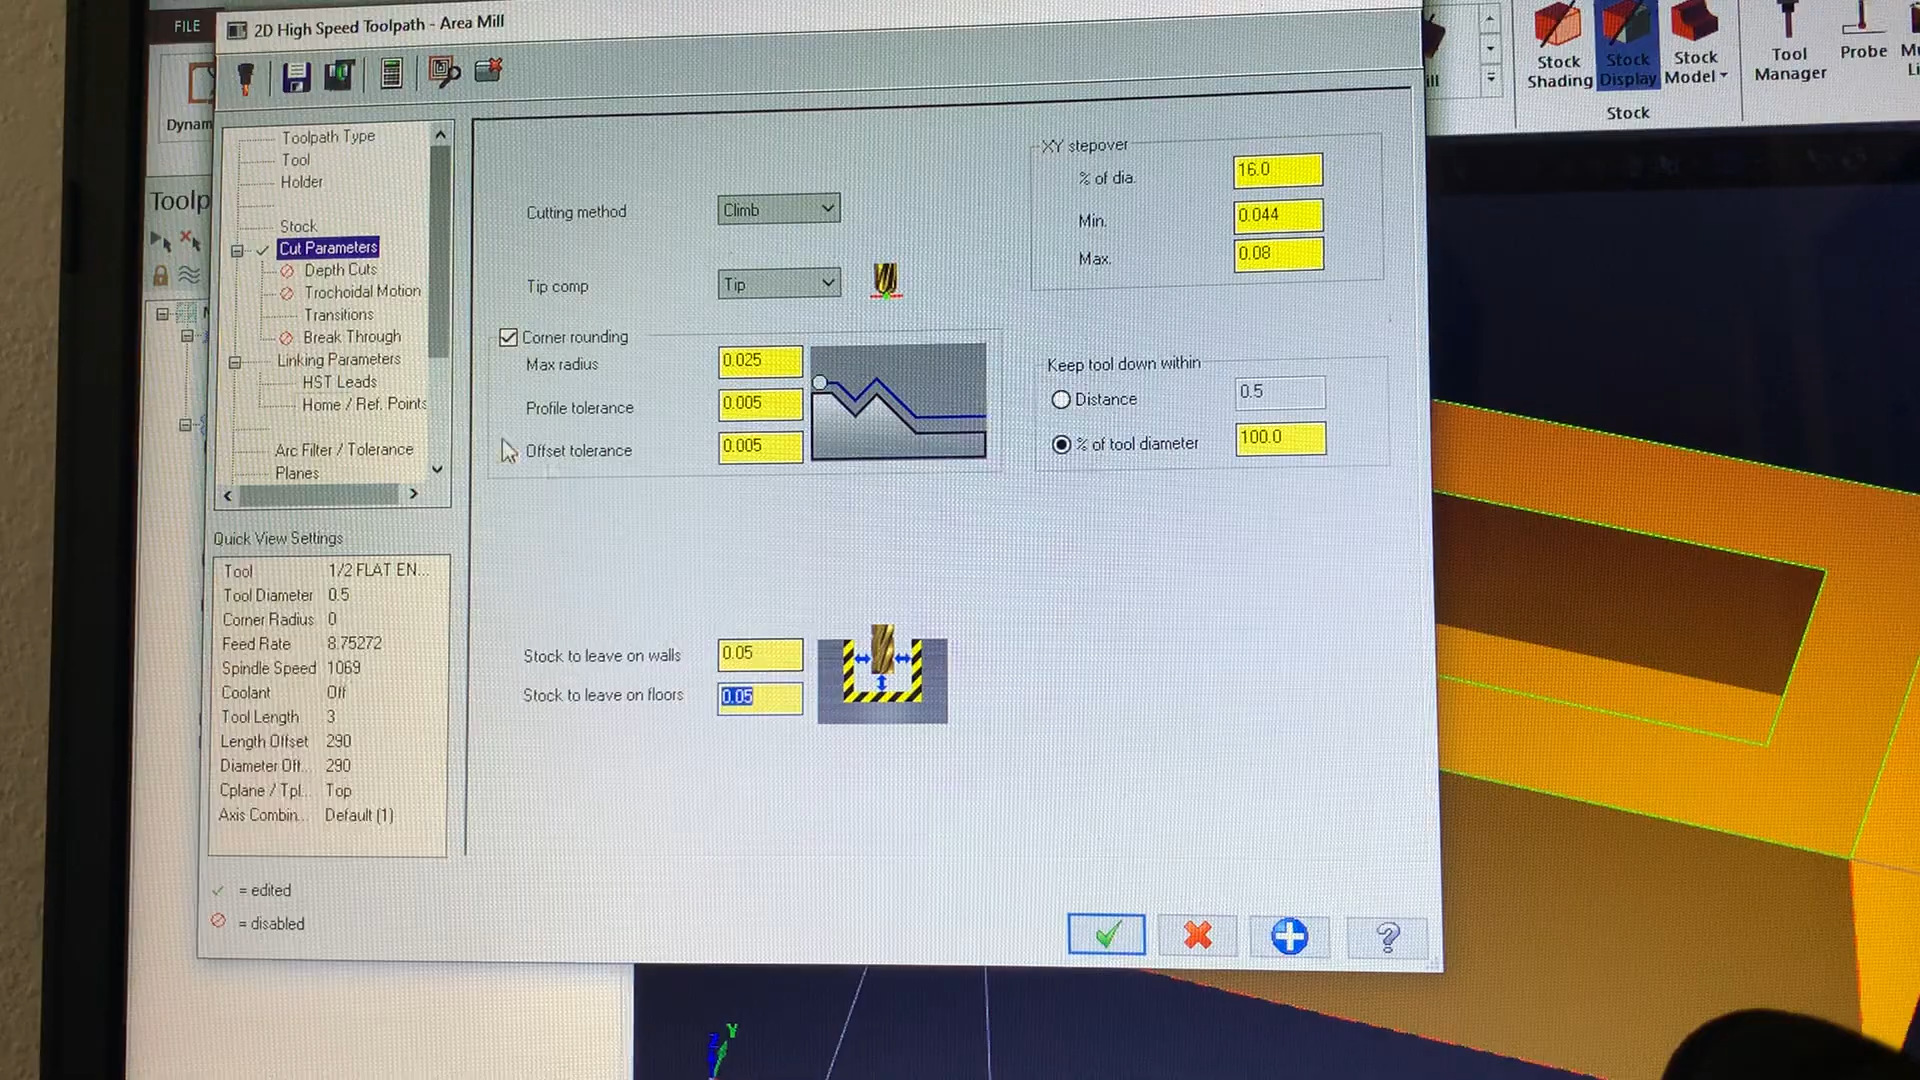 FILE
2D High Speed Toolpath - Area Mill
Stock Shading
Stock Display
Stock Model
Tool Manager
Probe
Stock
Dynam
Toolp
Toolpath Type
Tool
Holder
Stock
Cut Parameters
Depth Cuts
Trochoidal Motion
Transitions
Break Through
Linking Parameters
HST Leads
Home / Ref. Points
Arc Filter / Tolerance
Planes
Cutting method
Climb
Tip comp
Tip
Corner rounding
Max radius 0.025
Profile tolerance 0.005
Offset tolerance 0.005
XY stepover
% of dia. 16.0
Min. 0.044
Max. 0.08
Keep tool down within
Distance 0.5
% of tool diameter 100.0
Stock to leave on walls 0.05
Stock to leave on floors 0.05
Quick View Settings
Tool 1/2 FLAT EN...
Tool Diameter 0.5
Corner Radius 0
Feed Rate 8.75272
Spindle Speed 1069
Coolant Off
Tool Length 3
Length Offset 290
Diameter Off... 290
Cplane / Tpl... Top
Axis Combin... Default (1)
= edited
= disabled
Y